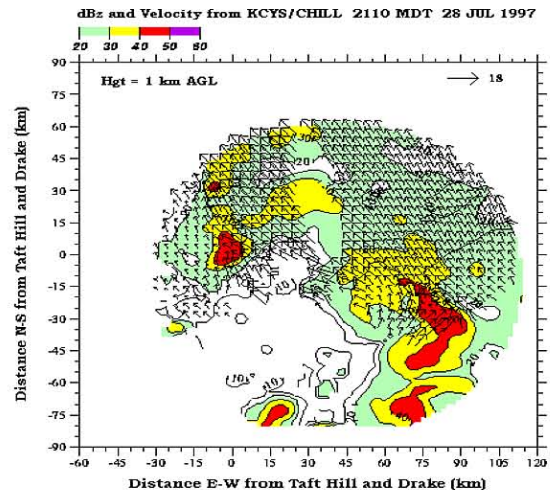 dBz and Velocity from KCYS/CHILL 2110 MDT 28 JUL 1997
20 30 40 50 60
Hgt = 1 km AGL
18
90
75
60
45
30
15
0
-15
-30
-45
-60
-75
-90
-60 -45 -30 -15 0 15 30 45 60 75 90 105 120
Distance N-S from Taft Hill and Drake (km)
Distance E-W from Taft Hill and Drake (km)